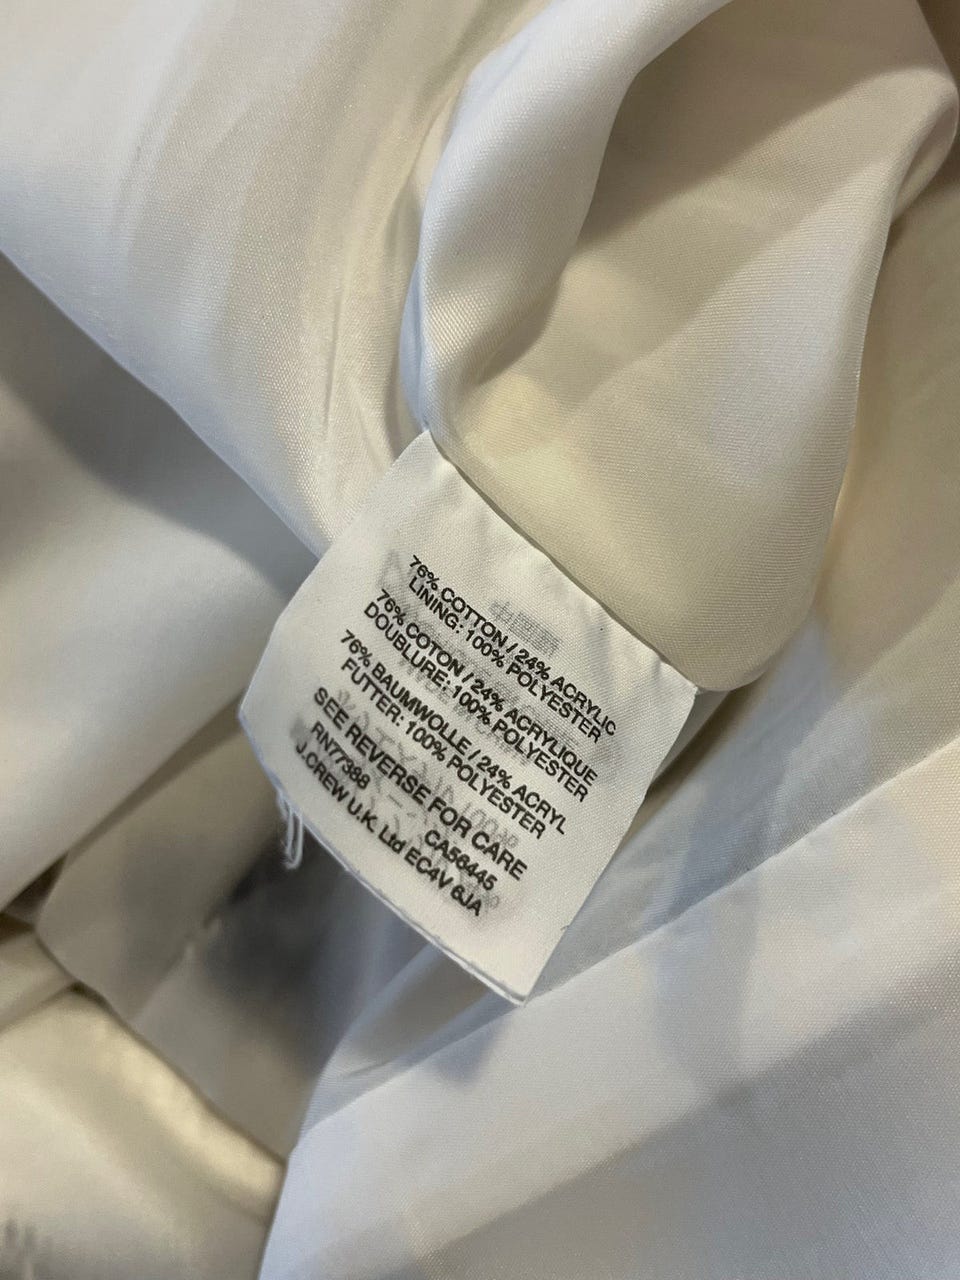 76% COTTON / 24% ACRYLIC
LINING: 100% POLYESTER
76% COTON / 24% ACRYLIQUE
DOUBLURE: 100% POLYESTER
76% BAUMWOLLE / 24% ACRYL
FUTTER: 100% POLYESTER
SEE REVERSE FOR CARE
RN77388 CA56445
J.CREW U.K. Ltd EC4V 6JA